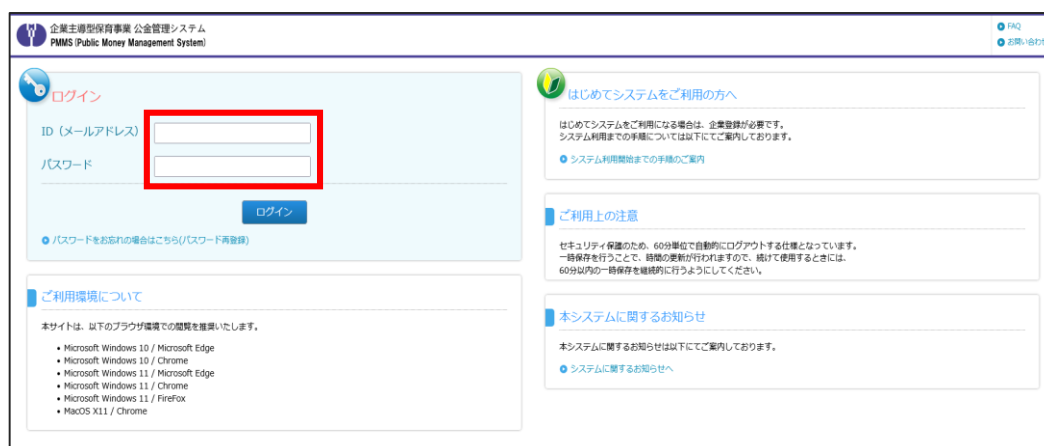 企業主導型保育事業 公金管理システム
PMMS (Public Money Management System)
FAQ
お問い合わせ
ログイン
ID（メールアドレス）
パスワード
ログイン
パスワードをお忘れの場合はこちら(パスワード再登録)
ご利用環境について
本サイトは、以下のブラウザ環境での閲覧を推奨いたします。
• Microsoft Windows 10 / Microsoft Edge
• Microsoft Windows 10 / Chrome
• Microsoft Windows 11 / Microsoft Edge
• Microsoft Windows 11 / Chrome
• Microsoft Windows 11 / FireFox
• MacOS X11 / Chrome
はじめてシステムをご利用の方へ
はじめてシステムをご利用になる場合は、企業登録が必要です。
システム利用までの手順については以下にてご案内しております。
システム利用開始までの手順のご案内
ご利用上の注意
セキュリティ保護のため、60分単位で自動的にログアウトする仕様となっています。
一時保存を行うことで、時間の更新が行われますので、続けて使用するときには、
60分以内の一時保存を継続的に行うようにしてください。
本システムに関するお知らせ
本システムに関するお知らせは以下にてご案内しております。
システムに関するお知らせへ